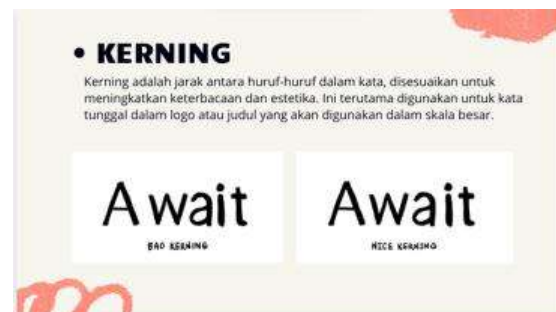 • KERNING
Kerning adalah jarak antara huruf-huruf dalam kata, disesuaikan untuk
meningkatkan keterbacaan dan estetika. Ini terutama digunakan untuk kata
tunggal dalam logo atau judul yang akan digunakan dalam skala besar.
Await Await
BAD KERNING NICE KERNING